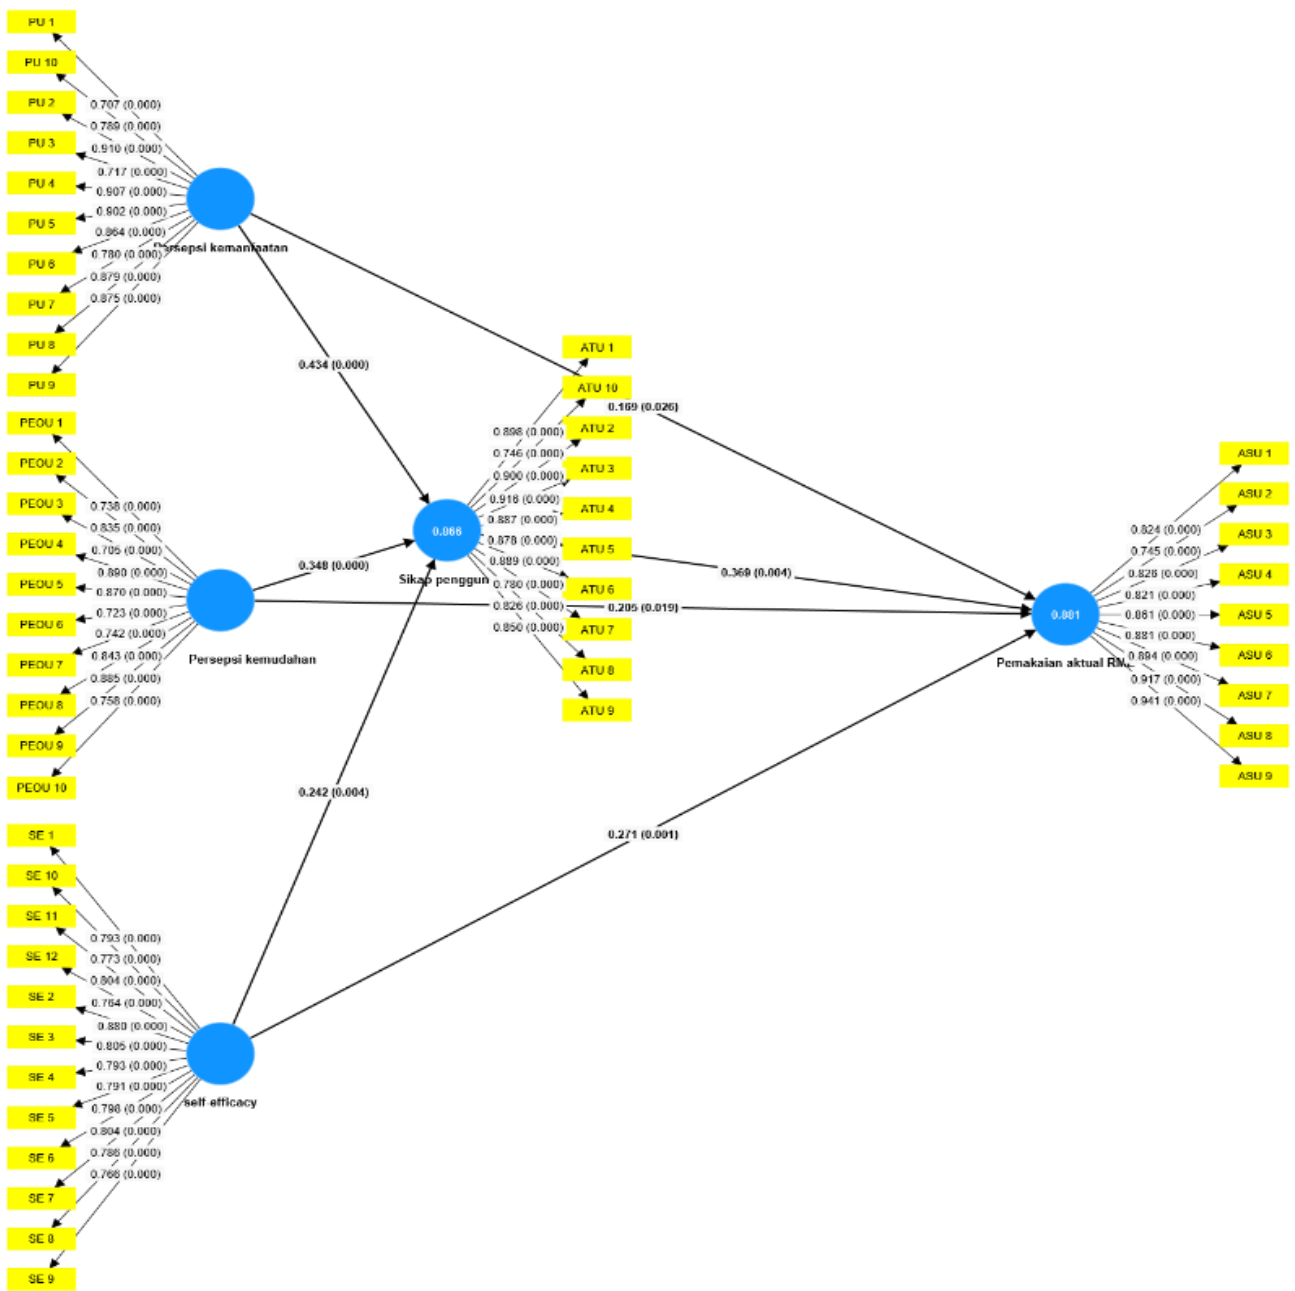 PU 1
PU 10
PU 2
PU 3
PU 4
PU 5
PU 6
PU 7
PU 8
PU 9
0.707 (0.000)
0.789 (0.000)
0.910 (0.000)
0.717 (0.000)
0.907 (0.000)
0.902 (0.000)
0.864 (0.000)
0.780 (0.000)
0.879 (0.000)
0.875 (0.000)
Persepsi kemanfaatan
PEOU 1
PEOU 2
PEOU 3
PEOU 4
PEOU 5
PEOU 6
PEOU 7
PEOU 8
PEOU 9
PEOU 10
0.738 (0.000)
0.835 (0.000)
0.705 (0.000)
0.890 (0.000)
0.870 (0.000)
0.723 (0.000)
0.742 (0.000)
0.843 (0.000)
0.885 (0.000)
0.758 (0.000)
Persepsi kemudahan
SE 1
SE 10
SE 11
SE 12
SE 2
SE 3
SE 4
SE 5
SE 6
SE 7
SE 8
SE 9
0.793 (0.000)
0.773 (0.000)
0.804 (0.000)
0.764 (0.000)
0.880 (0.000)
0.805 (0.000)
0.793 (0.000)
0.791 (0.000)
0.798 (0.000)
0.804 (0.000)
0.786 (0.000)
0.766 (0.000)
self efficacy
0.434 (0.000)
0.348 (0.000)
0.242 (0.004)
0.866
Sikap penggun
ATU 1
ATU 10
ATU 2
ATU 3
ATU 4
ATU 5
ATU 6
ATU 7
ATU 8
ATU 9
0.898 (0.000)
0.746 (0.000)
0.900 (0.000)
0.916 (0.000)
0.887 (0.000)
0.878 (0.000)
0.889 (0.000)
0.780 (0.000)
0.826 (0.000)
0.850 (0.000)
0.169 (0.026)
0.369 (0.004)
0.205 (0.019)
0.271 (0.001)
0.881
Pemakaian aktual RM...
0.824 (0.000)
0.745 (0.000)
0.826 (0.000)
0.821 (0.000)
0.861 (0.000)
0.881 (0.000)
0.894 (0.000)
0.917 (0.000)
0.941 (0.000)
ASU 1
ASU 2
ASU 3
ASU 4
ASU 5
ASU 6
ASU 7
ASU 8
ASU 9